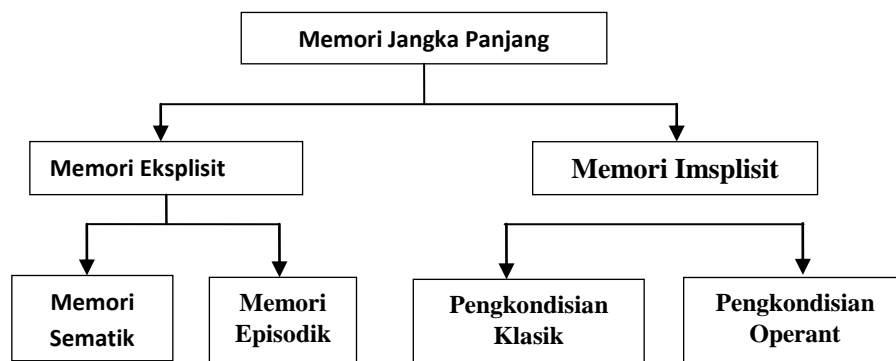 Memori Jangka Panjang
Memori Eksplisit
Memori Imsplisit
Memori
Sematik
Memori
Episodik
Pengkondisian
Klasik
Pengkondisian
Operant